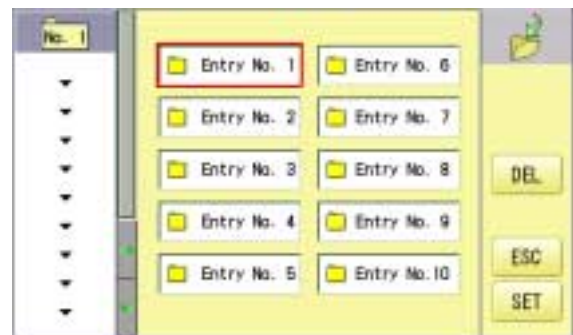 No. 1
Entry No. 1
Entry No. 2
Entry No. 3
Entry No. 4
Entry No. 5
Entry No. 6
Entry No. 7
Entry No. 8
Entry No. 9
Entry No.10
DEL
ESC
SET